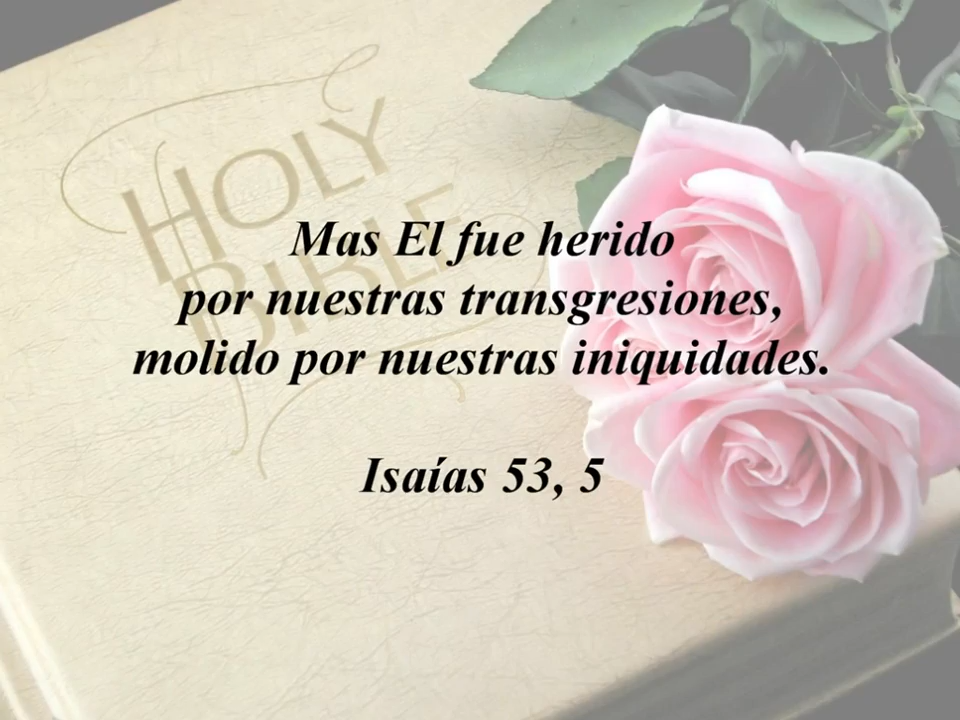 HOLY
BIBLE
Mas El fue herido
por nuestras transgresiones,
molido por nuestras iniquidades.
Isaías 53, 5